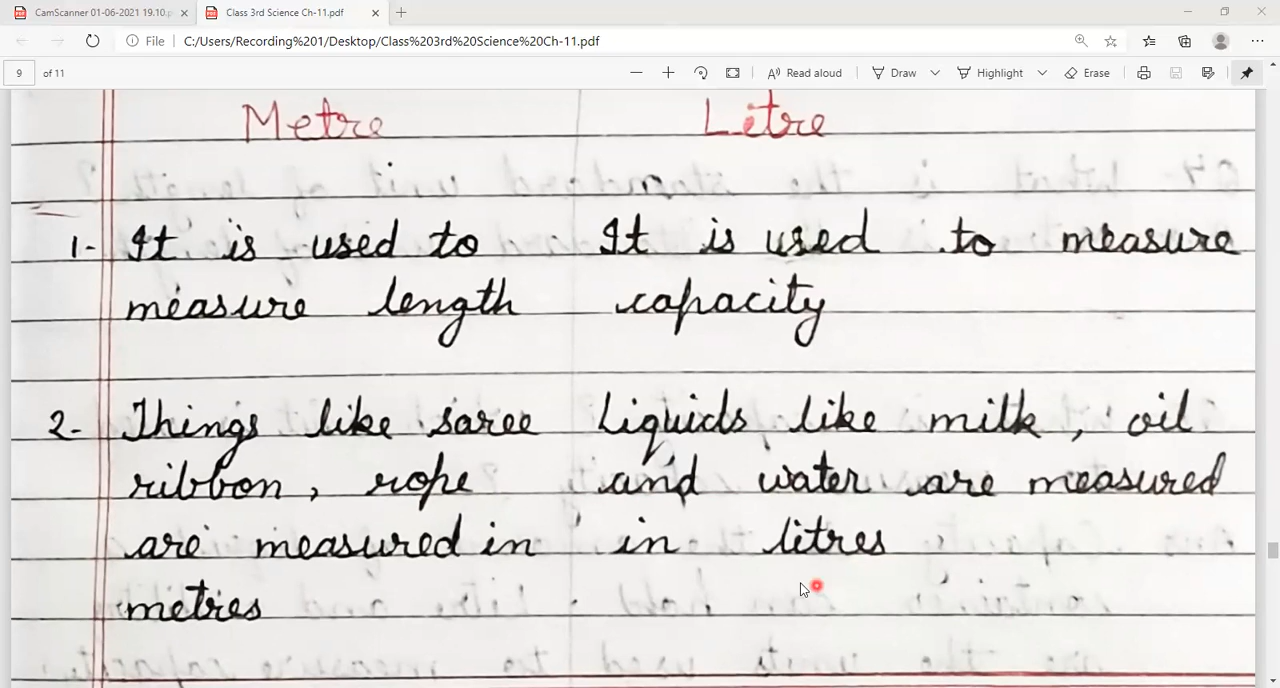 CamScanner 01-06-2021 19.10.p
Class 3rd Science Ch-11.pdf
File
C:/Users/Recording%201/Desktop/Class%203rd%20Science%20Ch-11.pdf
9 of 11
Read aloud
Draw
Highlight
Erase
Metre Litre
1- It is used to It is used to measure
measure length capacity
2- Things like saree Liquids like milk, oil
ribbon, rope and water are measured
are measured in in litres
metres